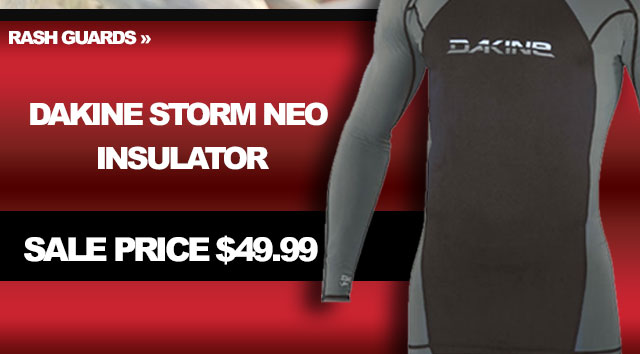 RASH GUARDS »
DAKINE
DAKINE STORM NEO
INSULATOR
SALE PRICE $49.99